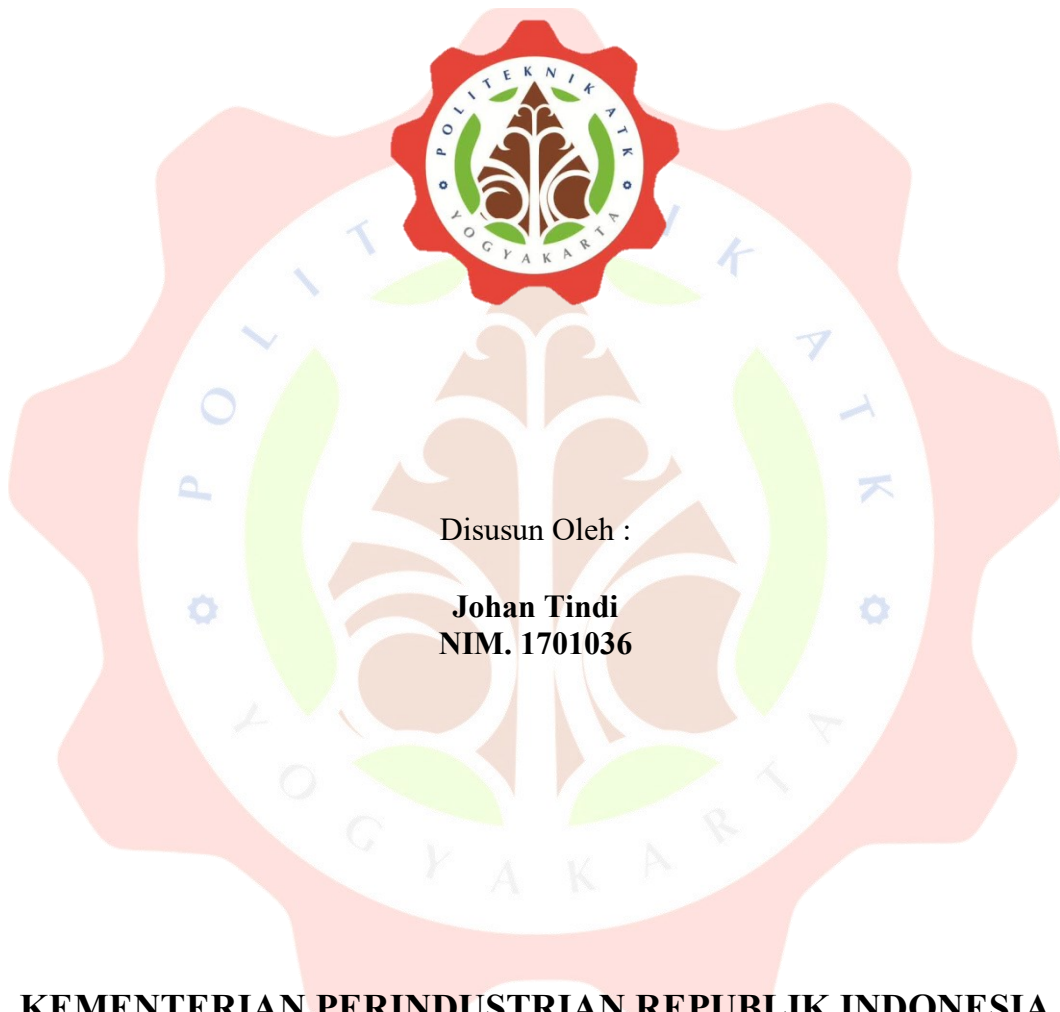 POLITEKNIK ATK
YOGYAKARTA
Disusun Oleh :
Johan Tindi
NIM. 1701036
KEMENTERIAN PERINDUSTRIAN REPUBLIK INDONESIA